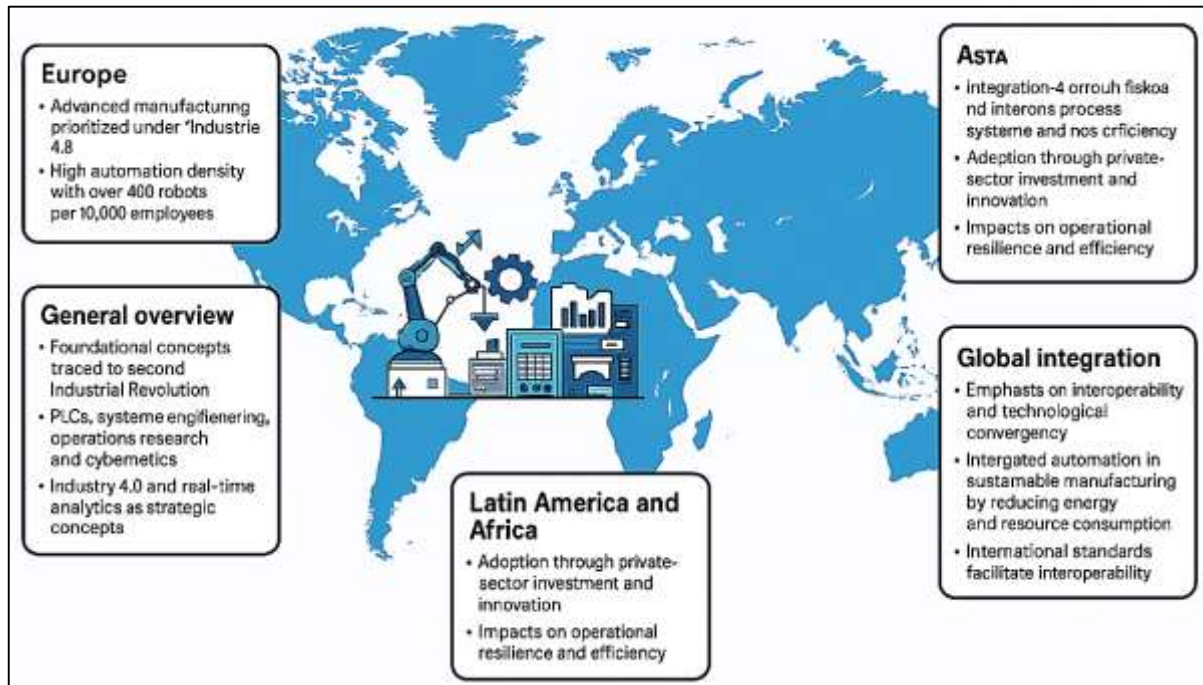 Europe
• Advanced manufacturinng
prioritized under “Industrie
4.8
• High automation density
with over 400 robots
per 10,000 employees
General overview
• Foundational concepts
traced to second
Industrial Revolution
• PLCs, systeme engifienering,
operations research
and cybemetics
• Industry 4.0 and real-time
analytics as strategic
concepts
Latin America and
Africa
• Adoption through private-
sector investment and
innovation
• Impacts on operational
resilience and efficiency
ASTA
• integration-4 orrouh fiskoa
nd interons process
systeme and nos crficiency
• Adeption through private-
sector investment and
innovation
• Impacts on operational
resilience and efficiency
Global integration
• Emphasts on interoperability
and technological
convergency
• Intergated automation in
sustamable manufacturing
by reducing energy
and resource consumption
• International standards
facilitate interoperability